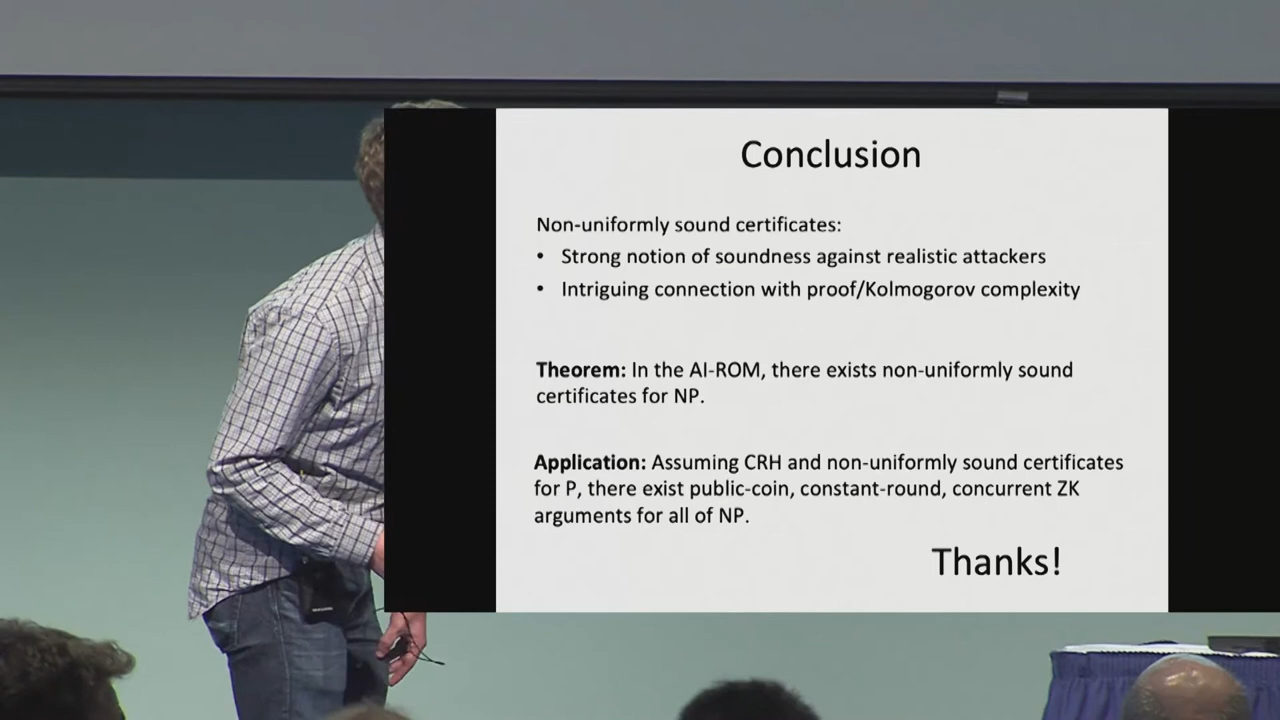 Conclusion
Non-uniformly sound certificates:
• Strong notion of soundness against realistic attackers
• Intriguing connection with proof/Kolmogorov complexity
Theorem: In the AI-ROM, there exists non-uniformly sound
certificates for NP.
Application: Assuming CRH and non-uniformly sound certificates
for P, there exist public-coin, constant-round, concurrent ZK
arguments for all of NP.
Thanks!